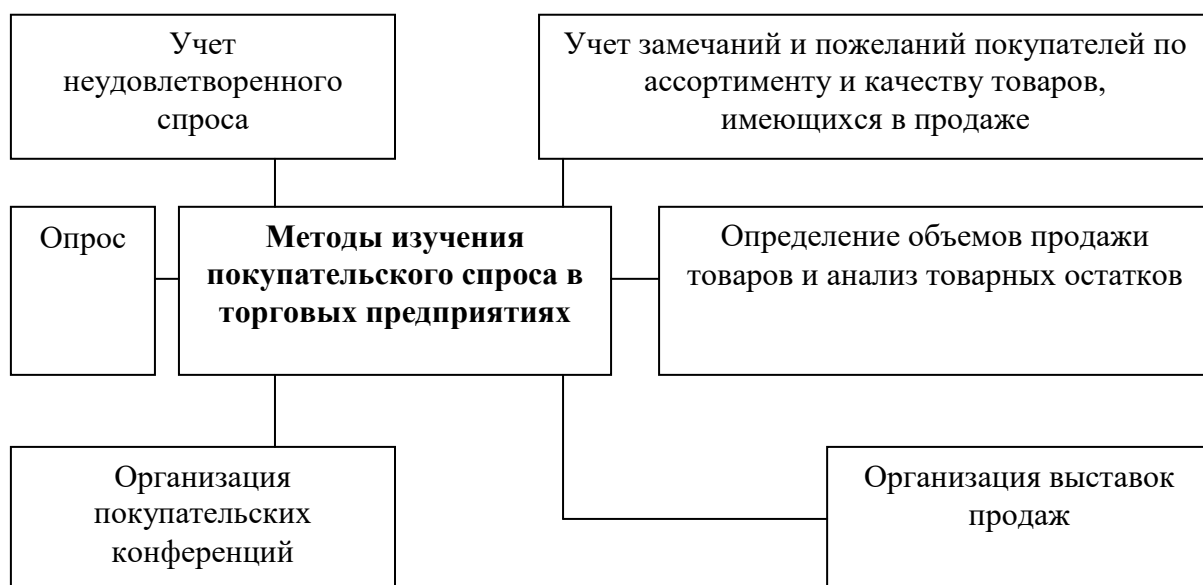 Учет
неудовлетворенного
спроса
Учет замечаний и пожеланий покупателей по
ассортименту и качеству товаров,
имеющихся в продаже
Опрос
Методы изучения
покупательского спроса в
торговых предприятиях
Определение объемов продажи
товаров и анализ товарных остатков
Организация
покупательских
конференций
Организация выставок
продаж